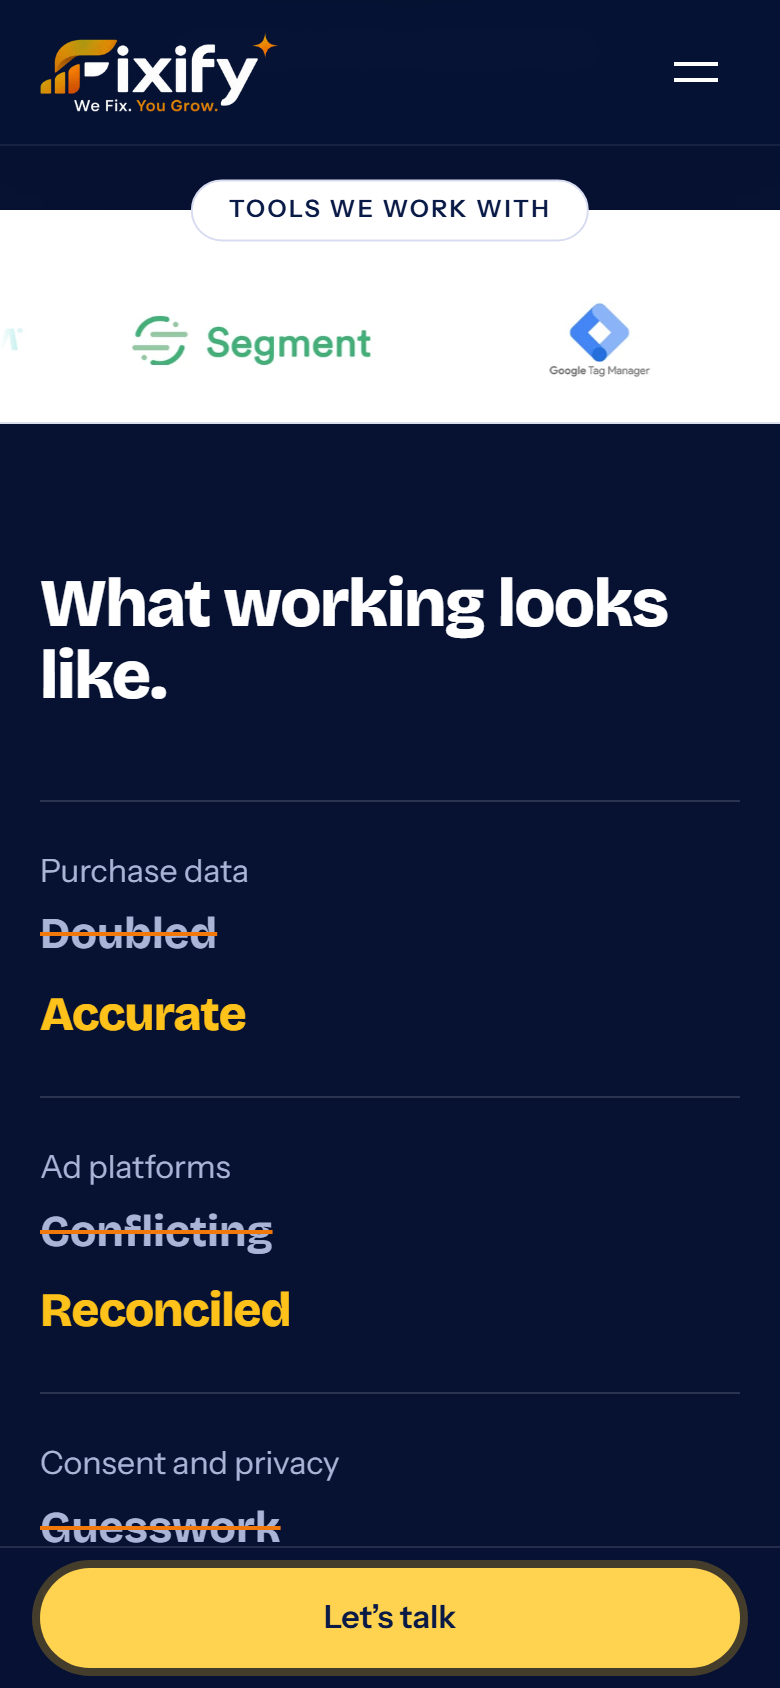 Fixify
We Fix. You Grow.
TOOLS WE WORK WITH
Segment
Google Tag Manager
What working looks
like.
Purchase data
Doubled
Accurate
Ad platforms
Conflicting
Reconciled
Consent and privacy
Guesswork
Let’s talk